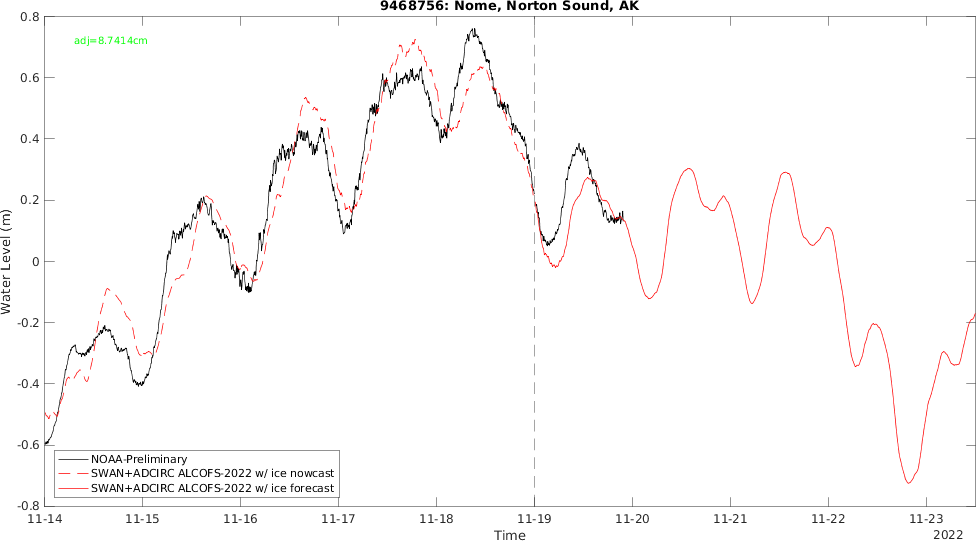 9468756: Nome, Norton Sound, AK
adj=8.7414cm
0.8
0.6
0.4
0.2
0
-0.2
-0.4
-0.6
-0.8
Water Level (m)
NOAA-Preliminary
SWAN+ADCIRC ALCOFS-2022 w/ ice nowcast
SWAN+ADCIRC ALCOFS-2022 w/ ice forecast
11-14 11-15 11-16 11-17 11-18 11-19 11-20 11-21 11-22 11-23
Time
2022